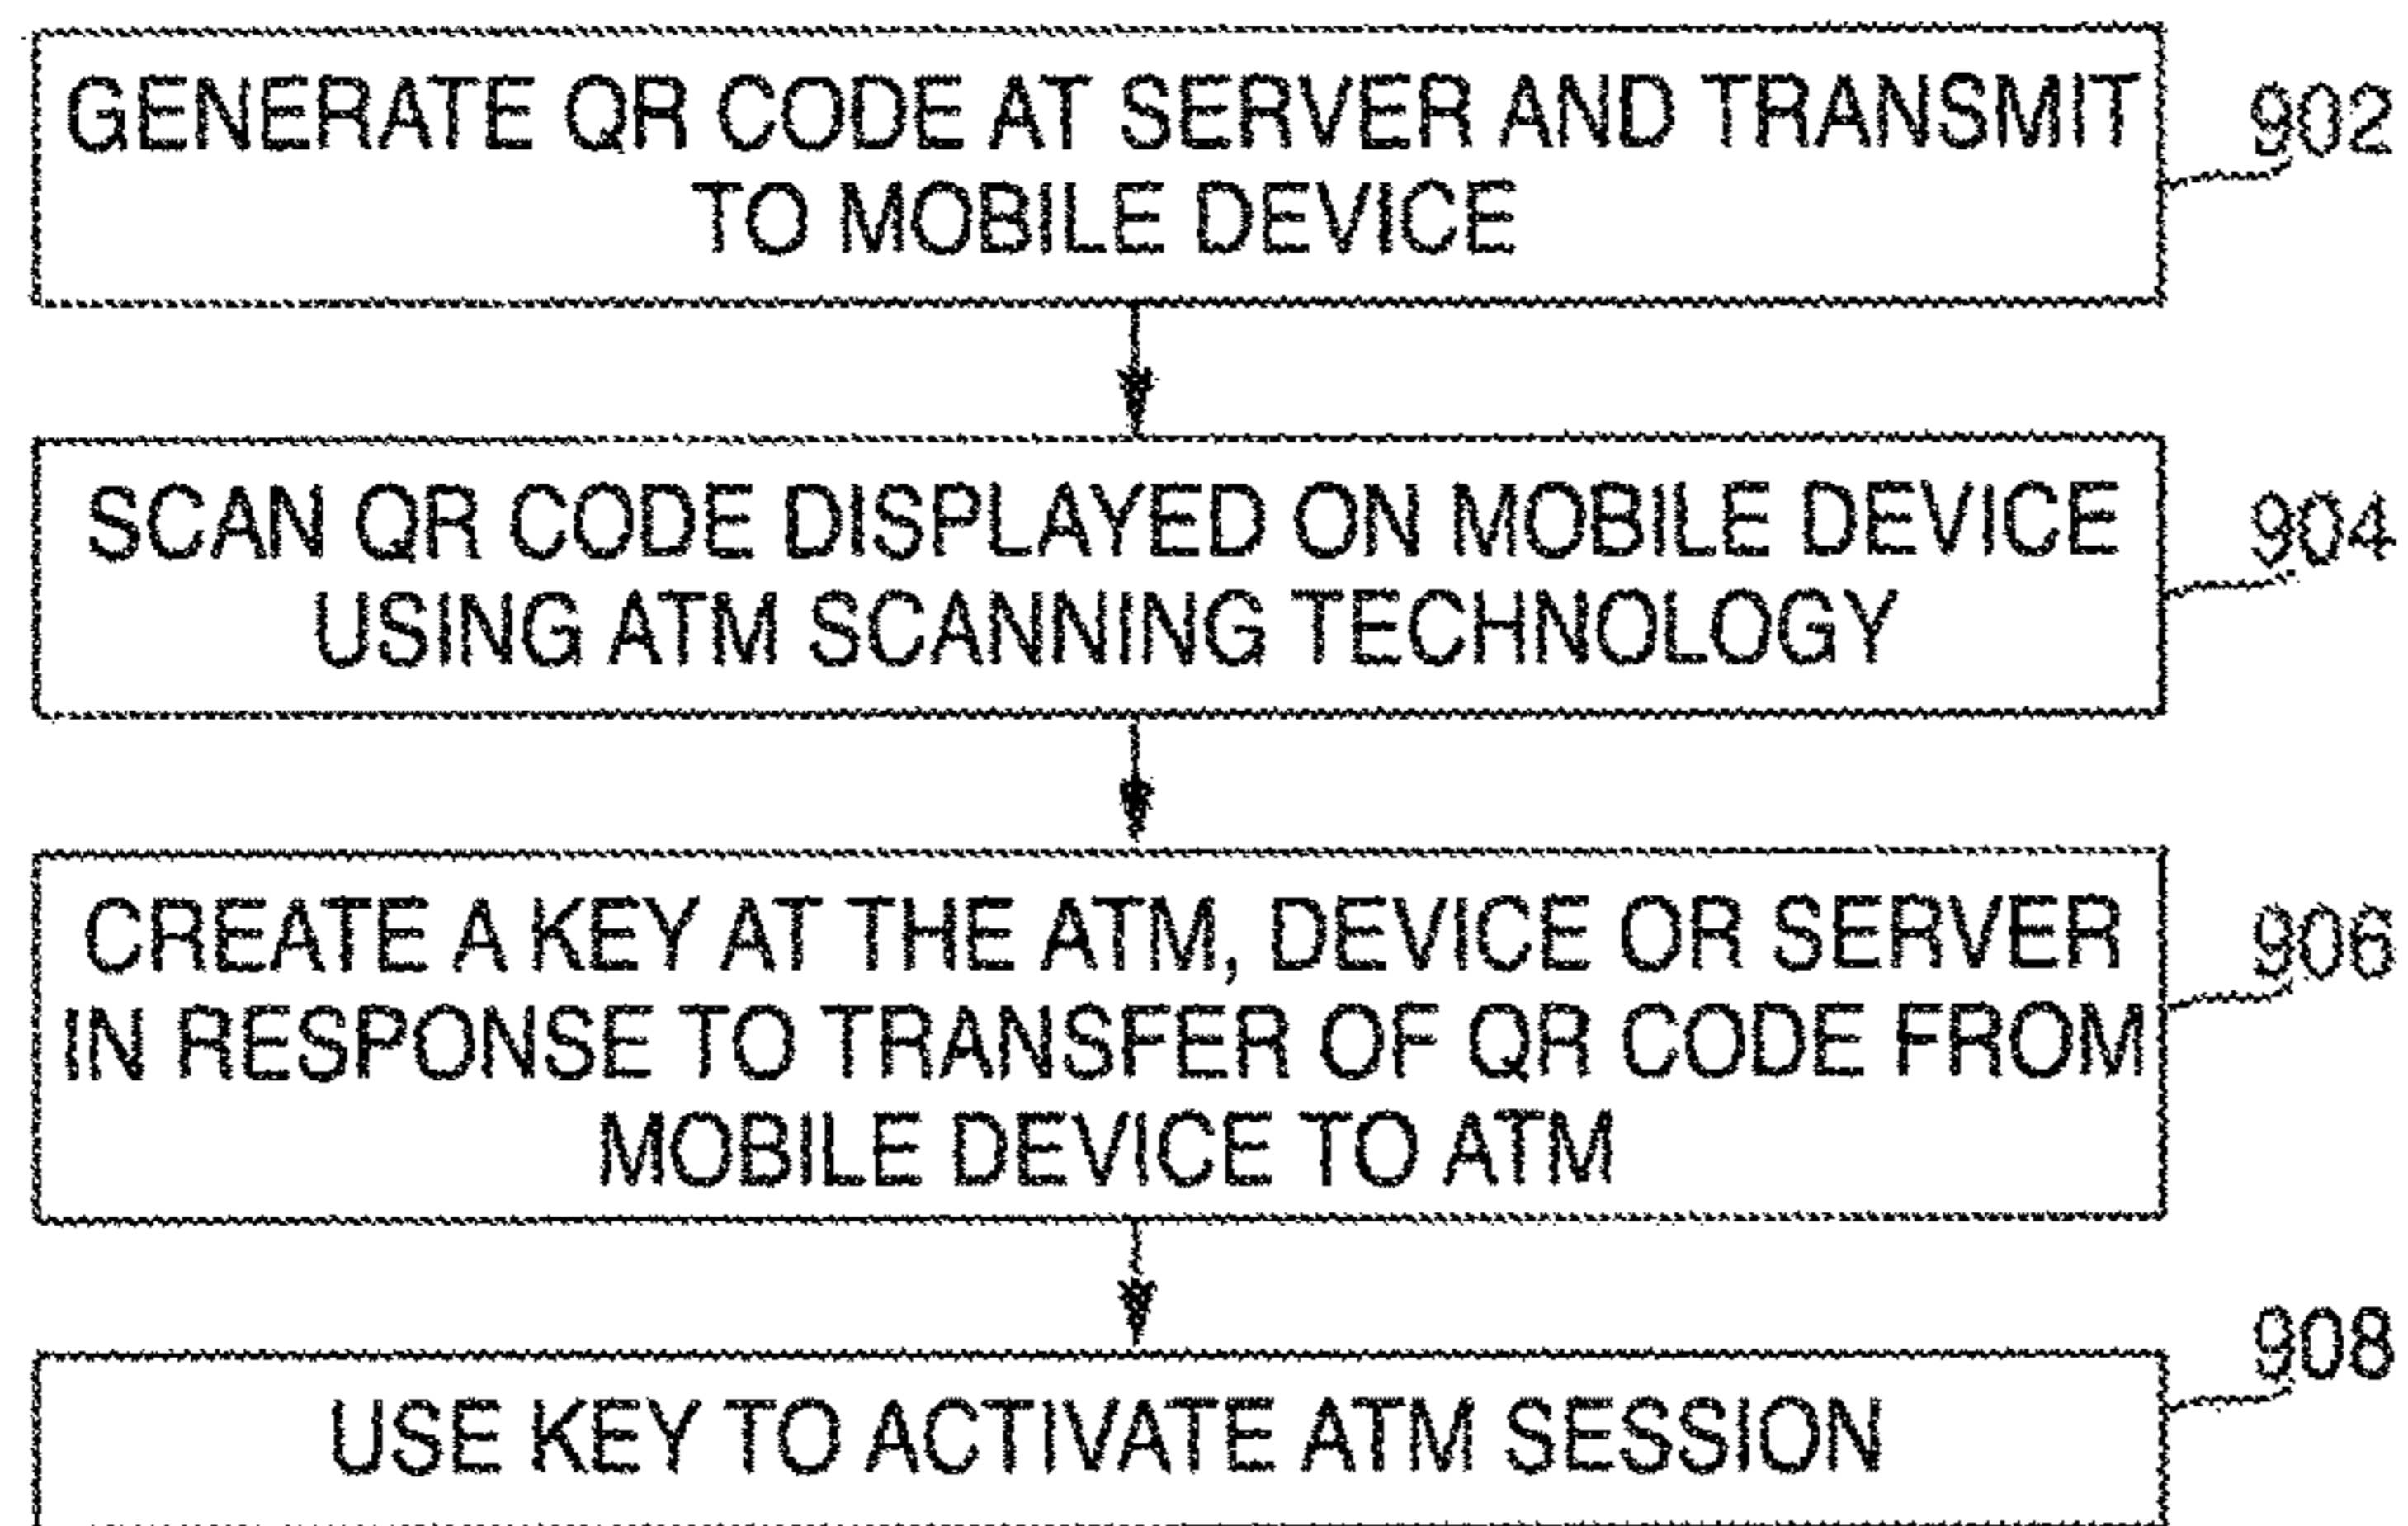 GENERATE QR CODE AT SERVER AND TRANSMIT
TO MOBILE DEVICE
902
SCAN QR CODE DISPLAYED ON MOBILE DEVICE
USING ATM SCANNING TECHNOLOGY
904
CREATE A KEY AT THE ATM, DEVICE OR SERVER
IN RESPONSE TO TRANSFER OF QR CODE FROM
MOBILE DEVICE TO ATM
906
USE KEY TO ACTIVATE ATM SESSION
908